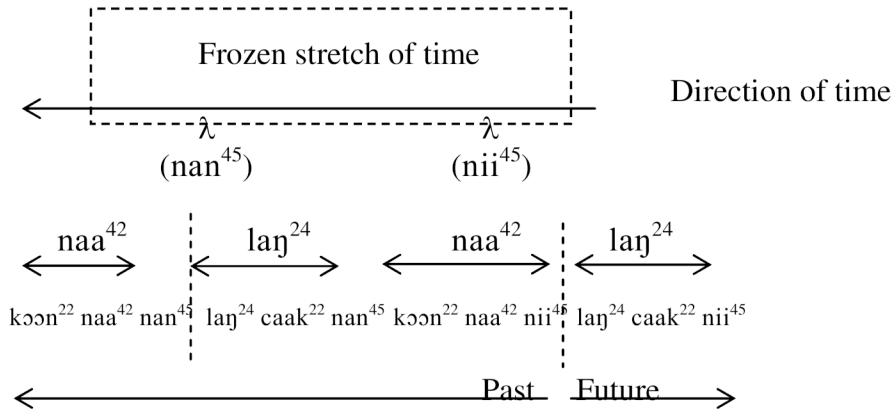 Frozen stretch of time
Direction of time
λ λ
(nan⁴⁵) (nii⁴⁵)
naa⁴² laŋ²⁴ naa⁴² laŋ²⁴
kɔɔn²² naa⁴² nan⁴⁵ laŋ²⁴ caak²² nan⁴⁵ kɔɔn²² naa⁴² nii⁴⁵ laŋ²⁴ caak²² nii⁴⁵
Past Future